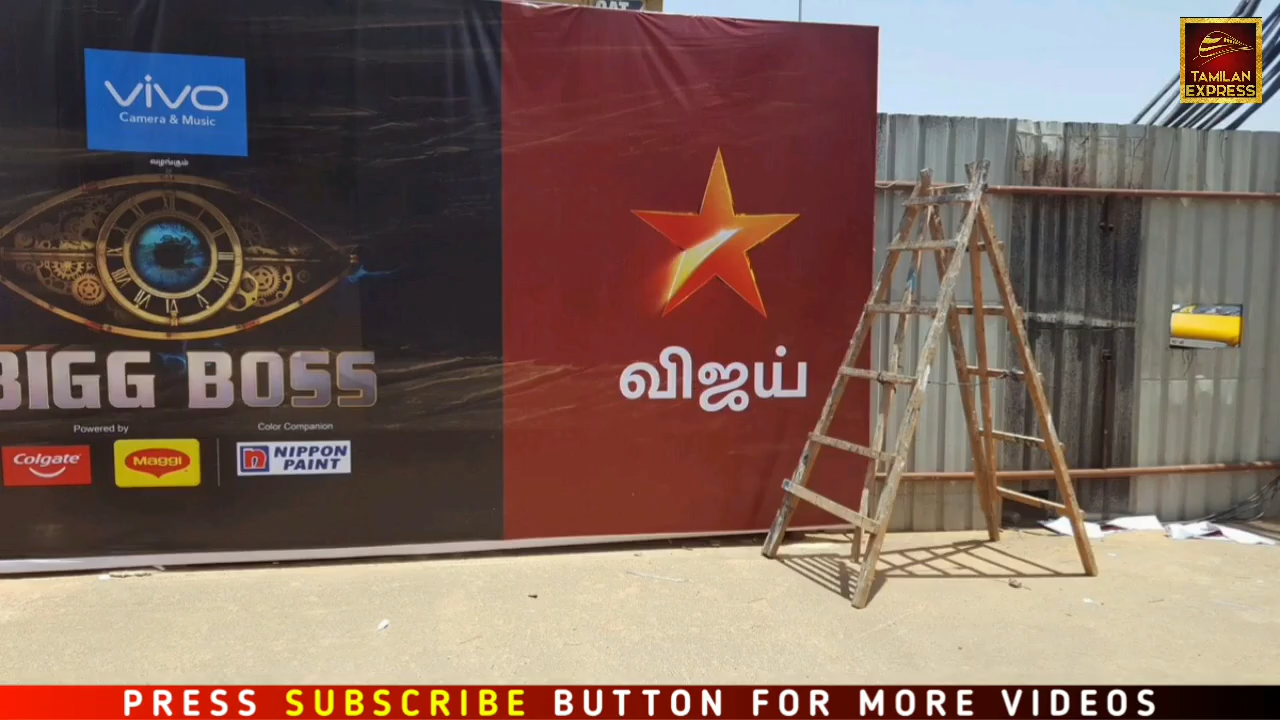 vivo
Camera & Music
வழங்கும்
BIGG BOSS
Powered by
Color Companion
Colgate
Maggi
NIPPON
PAINT
விஜய்
TAMILAN
EXPRESS
PRESS SUBSCRIBE BUTTON FOR MORE VIDEOS